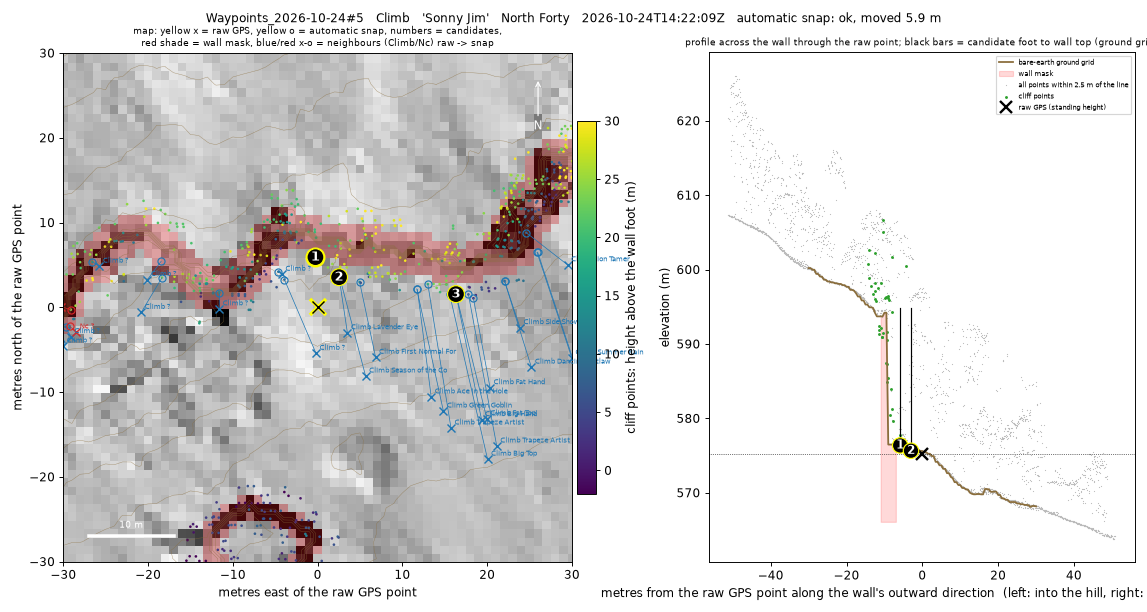 Waypoints_2026-10-24#5 Climb 'Sonny Jim' North Forty 2026-10-24T14:22:09Z automatic snap: ok, moved 5.9 m
map: yellow x = raw GPS, yellow o = automatic snap, numbers = candidates,
red shade = wall mask, blue/red x-o = neighbours (Climb/Nc) raw -> snap
profile across the wall through the raw point; black bars = candidate foot to wall top (ground gri
30
20
10
0
−10
−20
−30
−30
−20
−10
0
10
20
30
metres north of the raw GPS point
metres east of the raw GPS point
N
10 m
1
2
3
Climb ?
Climb ?
Climb ?
Climb ?
Climb ?
Climb Lavender Eye
Climb First Normal For
Climb Season of the Co
Climb Ace in the Hole
Climb Green Goblin
Climb Trapeze Artist
Climb Fat Hand
Climb Trapeze Artist
Climb Big Top
Climb Side Show
30
25
20
15
10
5
0
cliff points: height above the wall foot (m)
bare-earth ground grid
wall mask
all points within 2.5 m of the line
cliff points
raw GPS (standing height)
620
610
600
590
580
570
elevation (m)
1
2
−40
−20
0
20
40
metres from the raw GPS point along the wall's outward direction (left: into the hill, right: